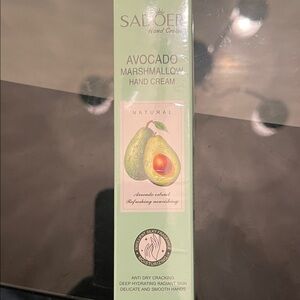 SADOER
Hand Cream
AVOCADO
MARSHMALLOW
HAND CREAM
NATURAL
Avocado extract
Refreshing nourishing
ANTI DRY CRACKING
DEEP HYDRATING RADIANT SKIN
DELICATE AND SMOOTH HANDS